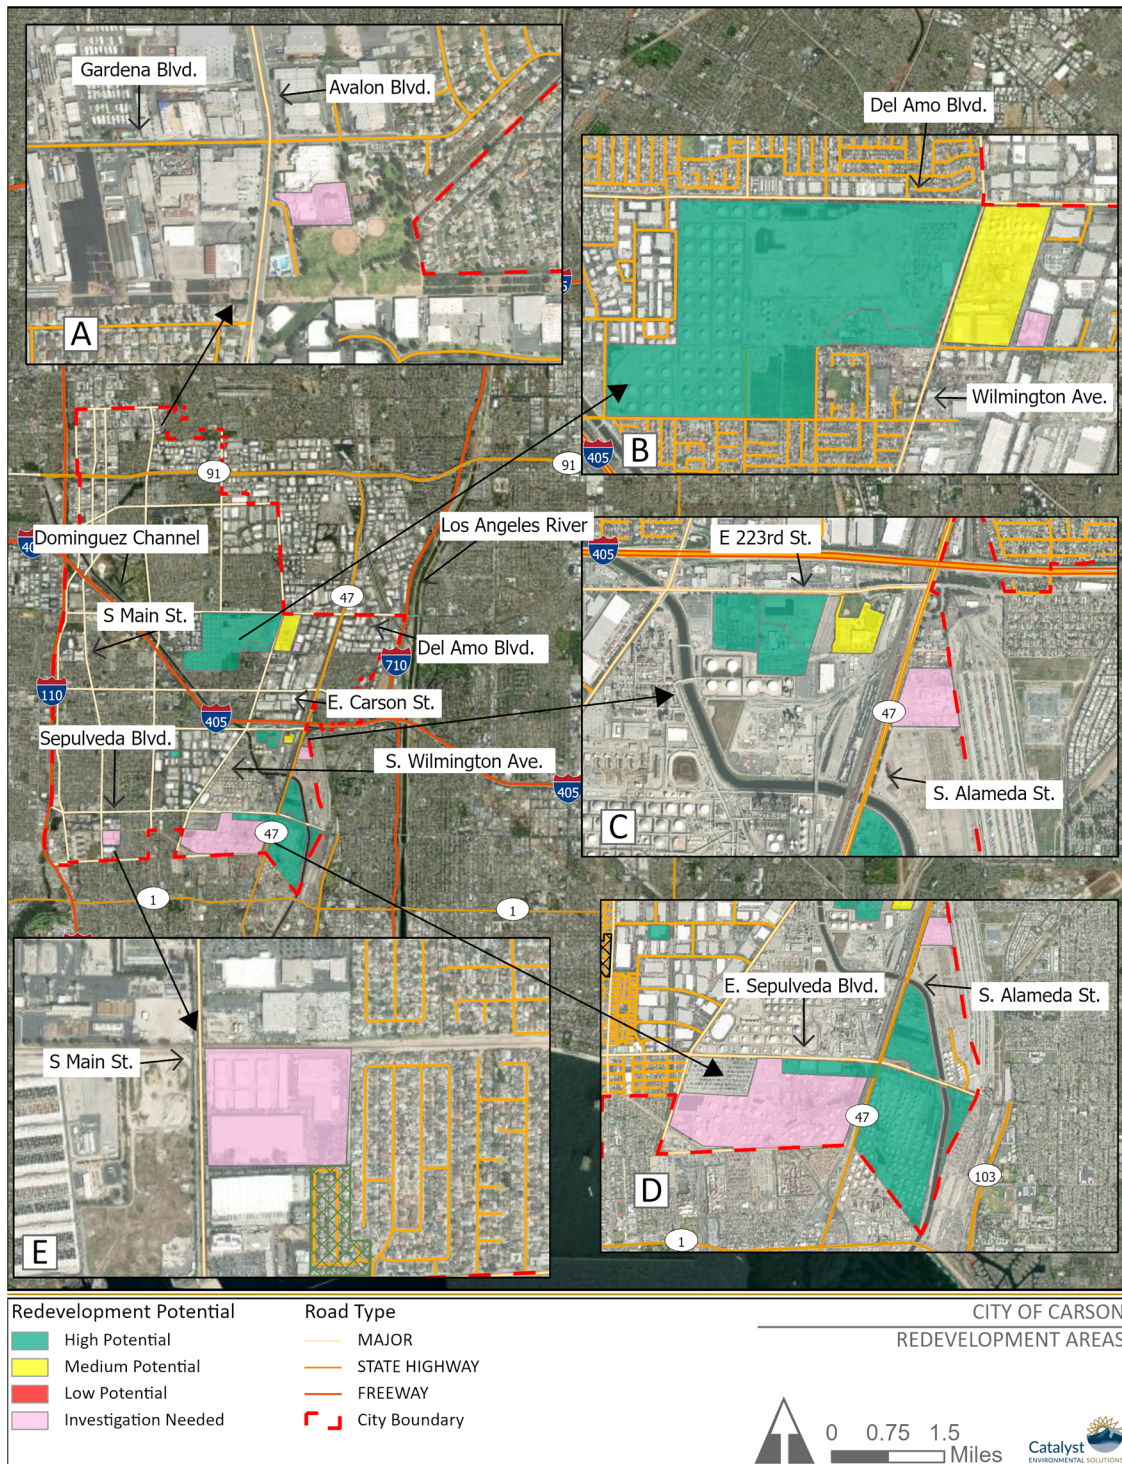 Gardena Blvd.
Avalon Blvd.
A
Del Amo Blvd.
Wilmington Ave.
B
405
91
91
Dominguez Channel
Los Angeles River
S Main St.
47
Del Amo Blvd.
710
110
E. Carson St.
405
Sepulveda Blvd.
S. Wilmington Ave.
405
47
1
1
405
E 223rd St.
47
S. Alameda St.
C
E. Sepulveda Blvd.
S. Alameda St.
47
103
D
1
S Main St.
E
Redevelopment Potential
High Potential
Medium Potential
Low Potential
Investigation Needed
Road Type
MAJOR
STATE HIGHWAY
FREEWAY
City Boundary
CITY OF CARSON
REDEVELOPMENT AREAS
0 0.75 1.5
Miles
Catalyst
ENVIRONMENTAL SOLUTIONS